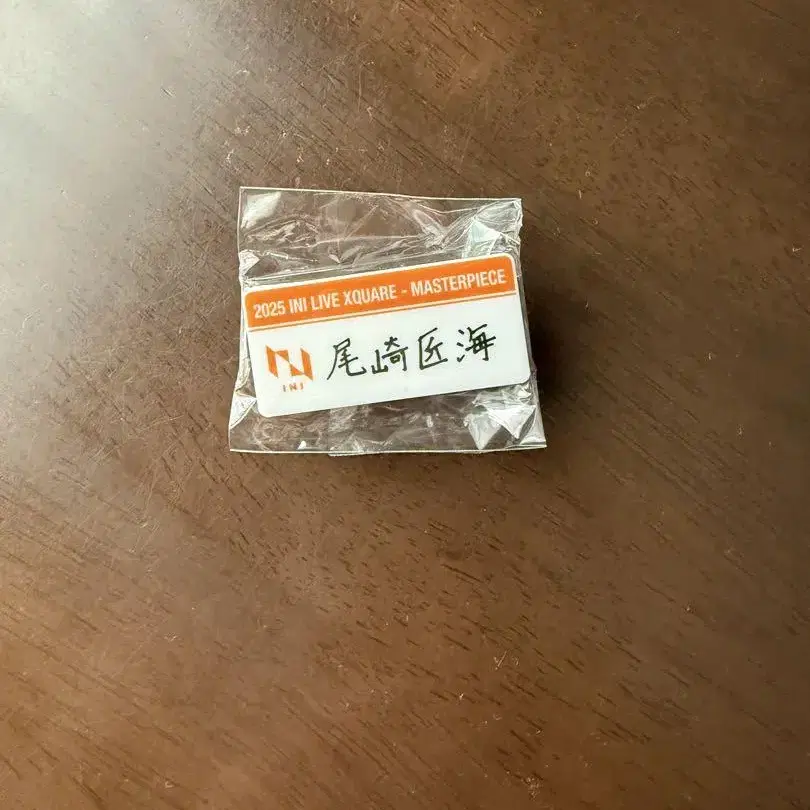 2025 INI LIVE XQUARE - MASTERPIECE
尾崎匠海
INI